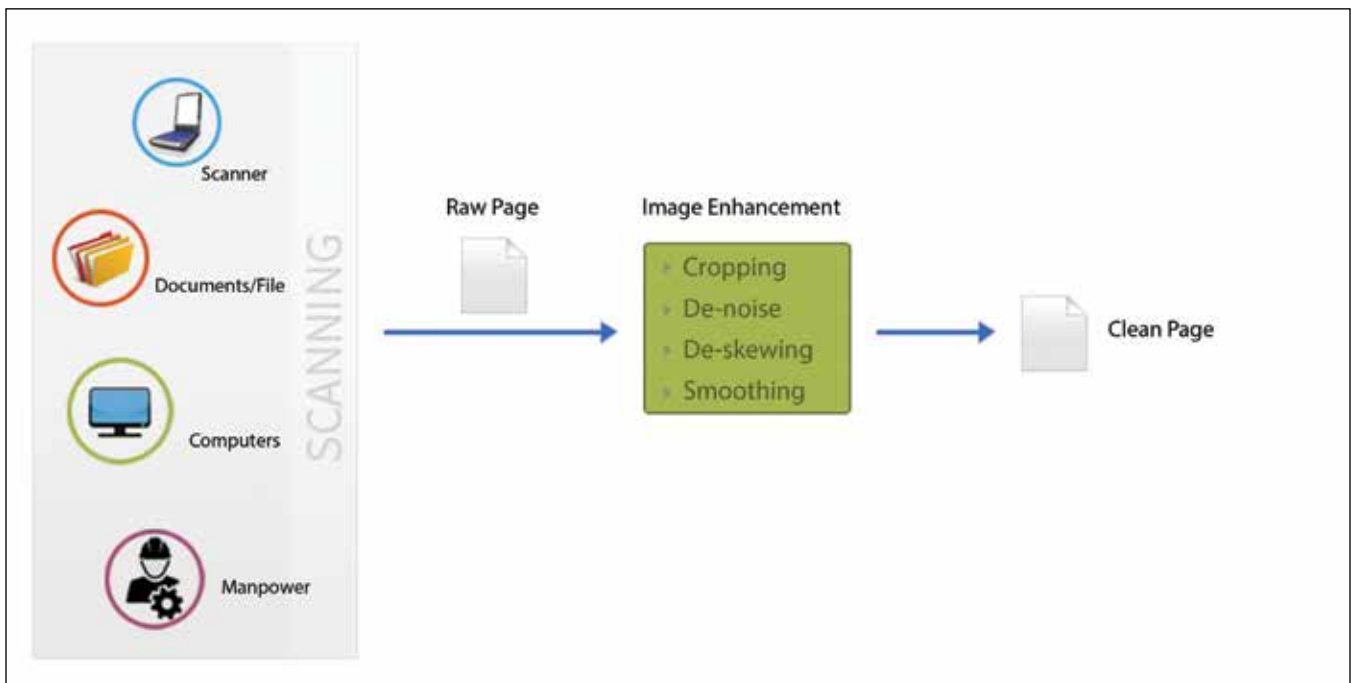 Scanner
Documents/File
Computers
Manpower
SCANNING
Raw Page
Image Enhancement
Cropping
De-noise
De-skewing
Smoothing
Clean Page